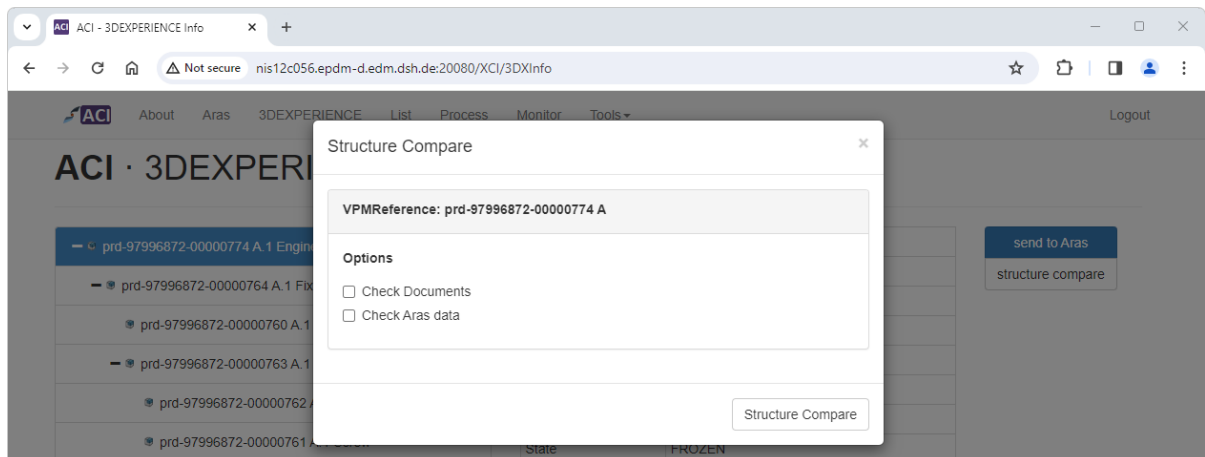 ACI ACI - 3DEXPERIENCE Info
Not secure nis12c056.epdm-d.edm.dsh.de:20080/XCI/3DXInfo
ACI About Aras 3DEXPERIENCE List Process Monitor Tools Logout
ACI · 3DEXPERI
Structure Compare
VPMReference: prd-97996872-00000774 A
Options
Check Documents
Check Aras data
Structure Compare
prd-97996872-00000774 A.1 Engin
prd-97996872-00000764 A.1 Fix
prd-97996872-00000760 A.1
prd-97996872-00000763 A.1
prd-97996872-00000762
prd-97996872-00000761
State FROZEN
send to Aras
structure compare